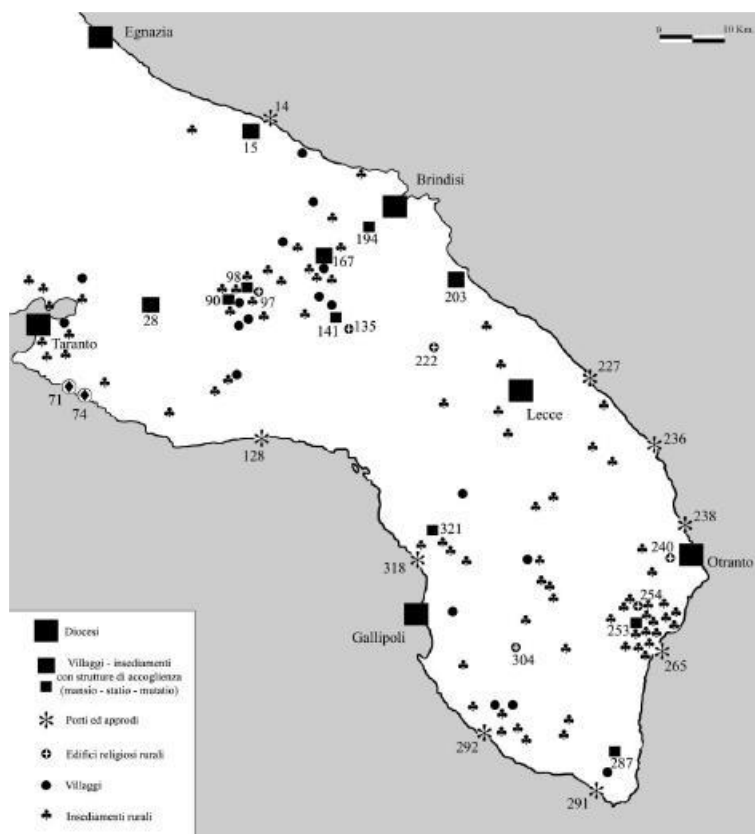 Egnazia
0 10 Km.
14
15
Brindisi
194
167
98
90
97
203
28
141
135
Taranto
222
227
71
74
Lecce
128
236
321
238
240
318
Otranto
254
Gallipoli
253
304
265
292
287
291
Diocesi
Villaggi - insediamenti
con strutture di accoglienza
(mansio - statio - mutatio)
Porti ed approdi
Edifici religiosi rurali
Villaggi
Insediamenti rurali